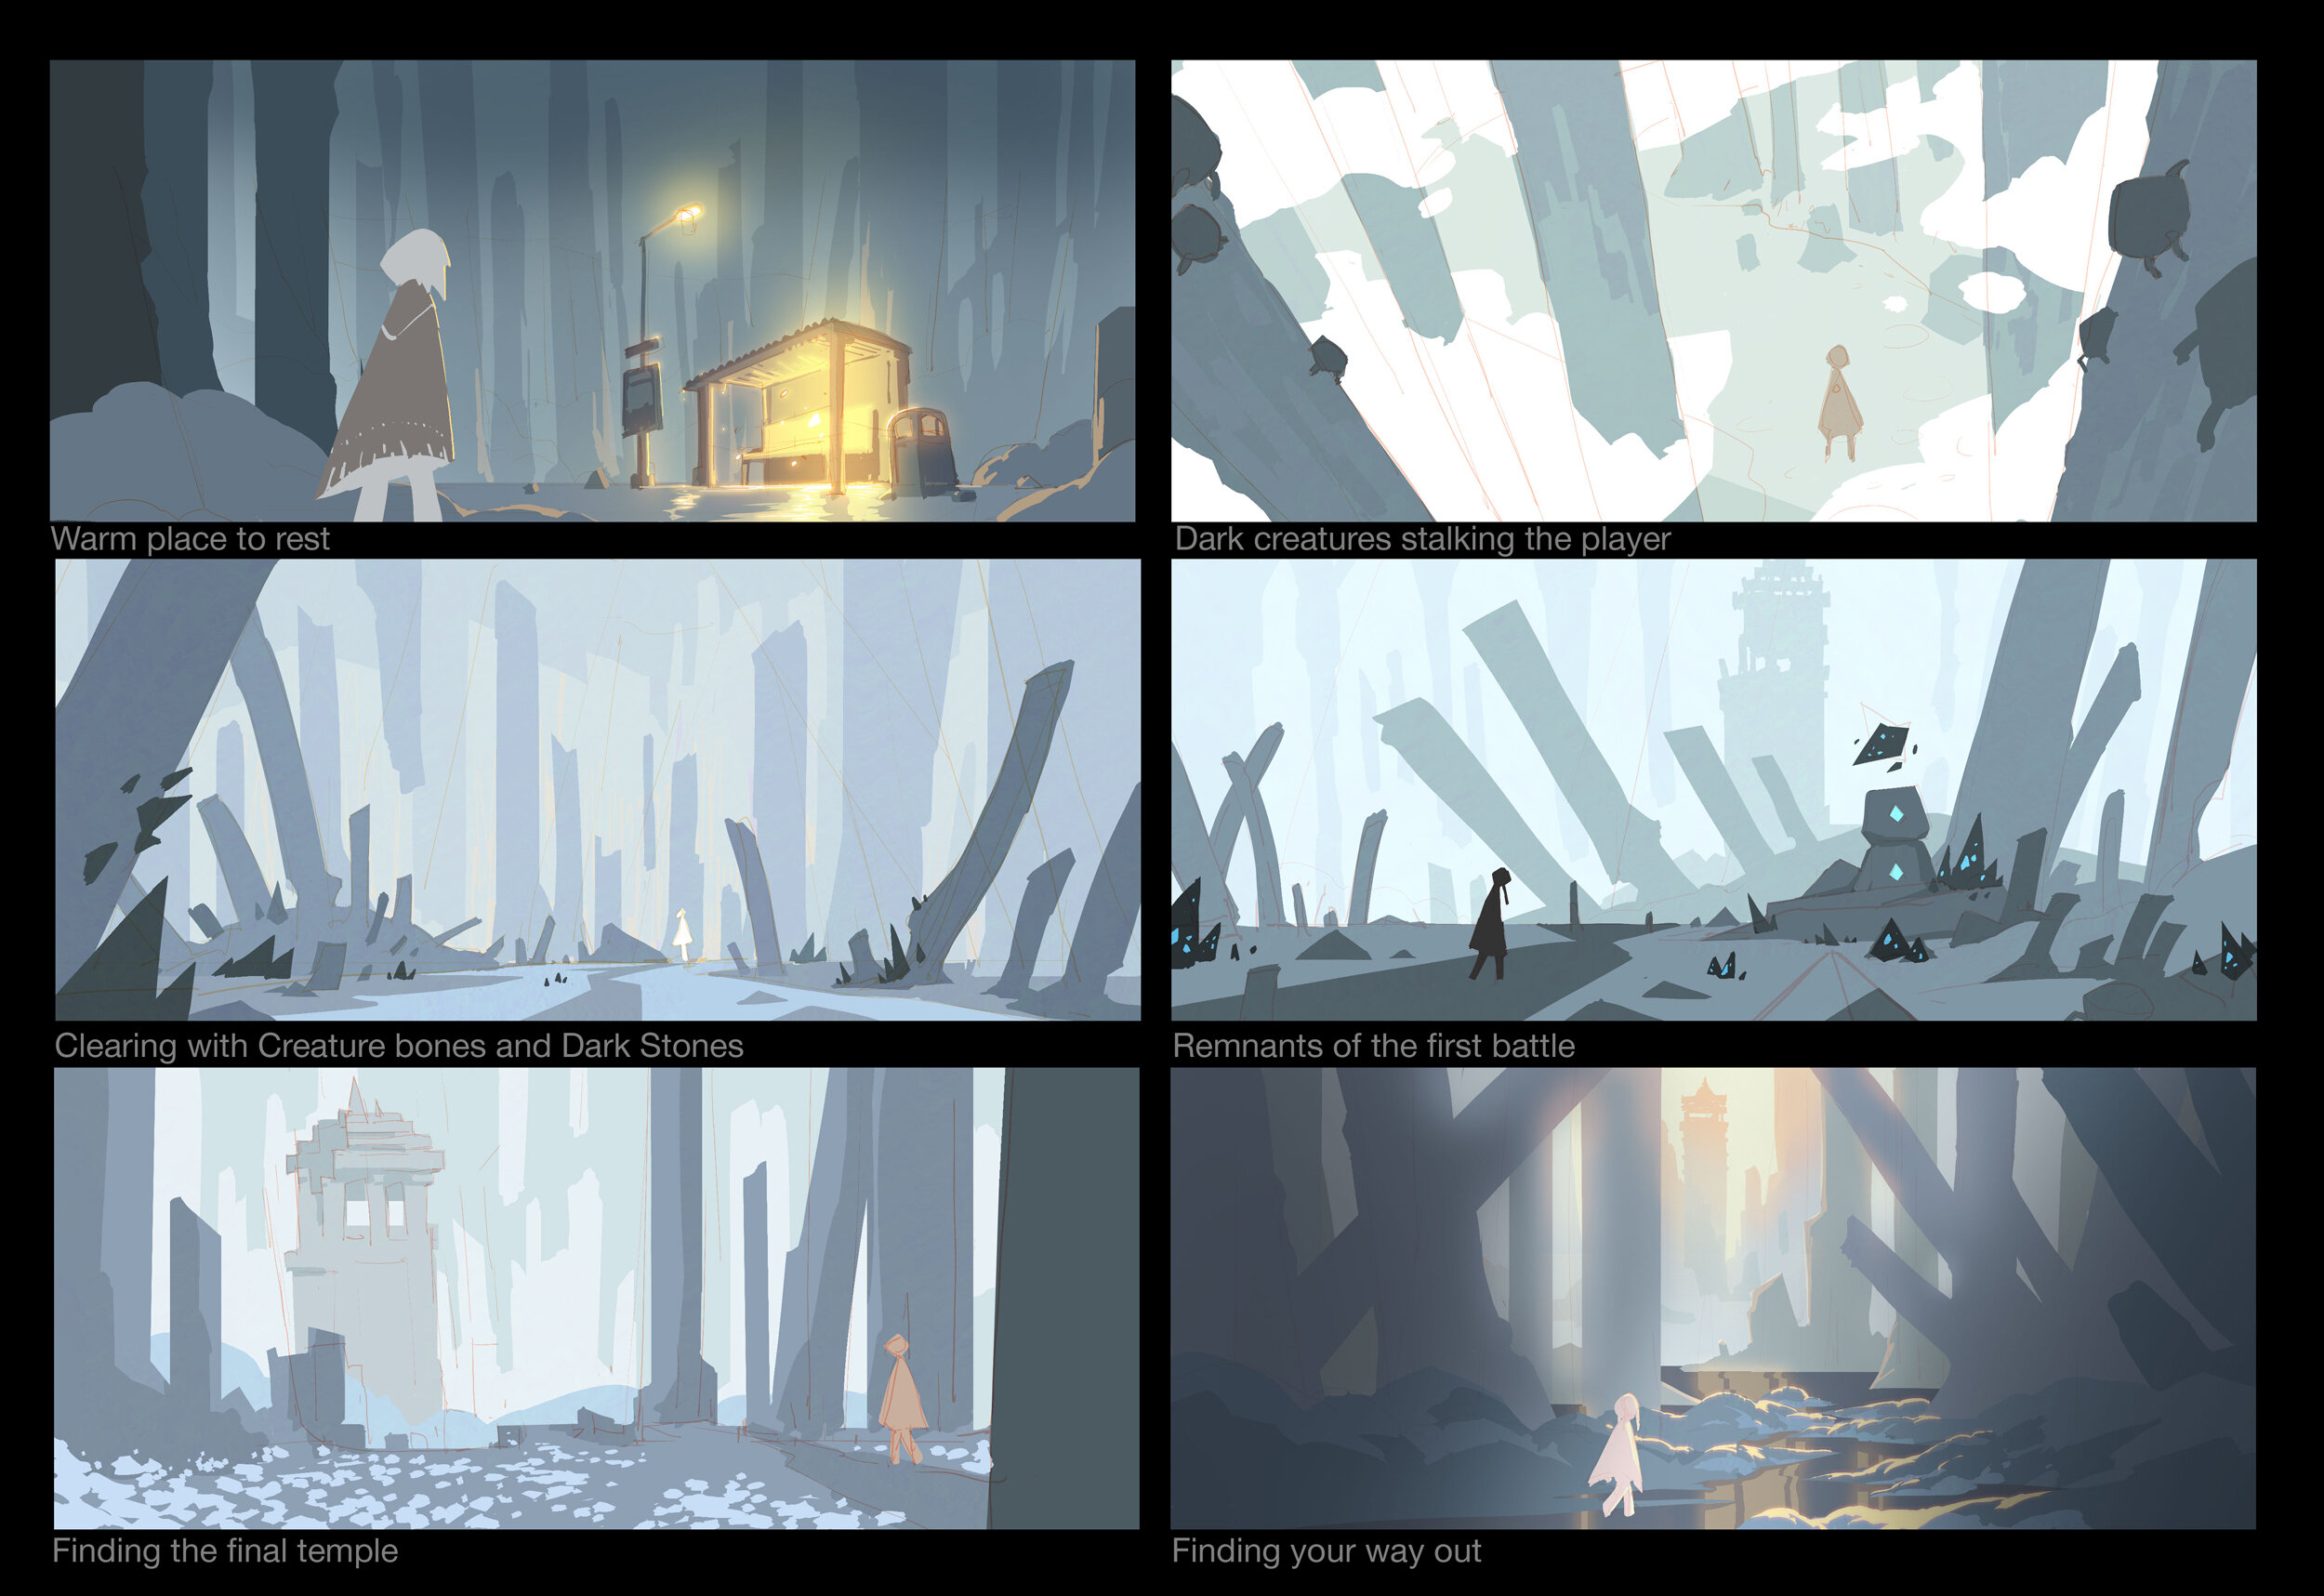 Warm place to rest
Dark creatures stalking the player
Clearing with Creature bones and Dark Stones
Remnants of the first battle
Finding the final temple
Finding your way out